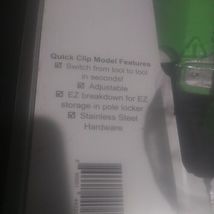 Quick Clip Model Features
☑ Switch from tool to tool
in seconds!
☑ Adjustable
☑ EZ breakdown for EZ
storage in pole locker
☑ Stainless Steel
Hardware